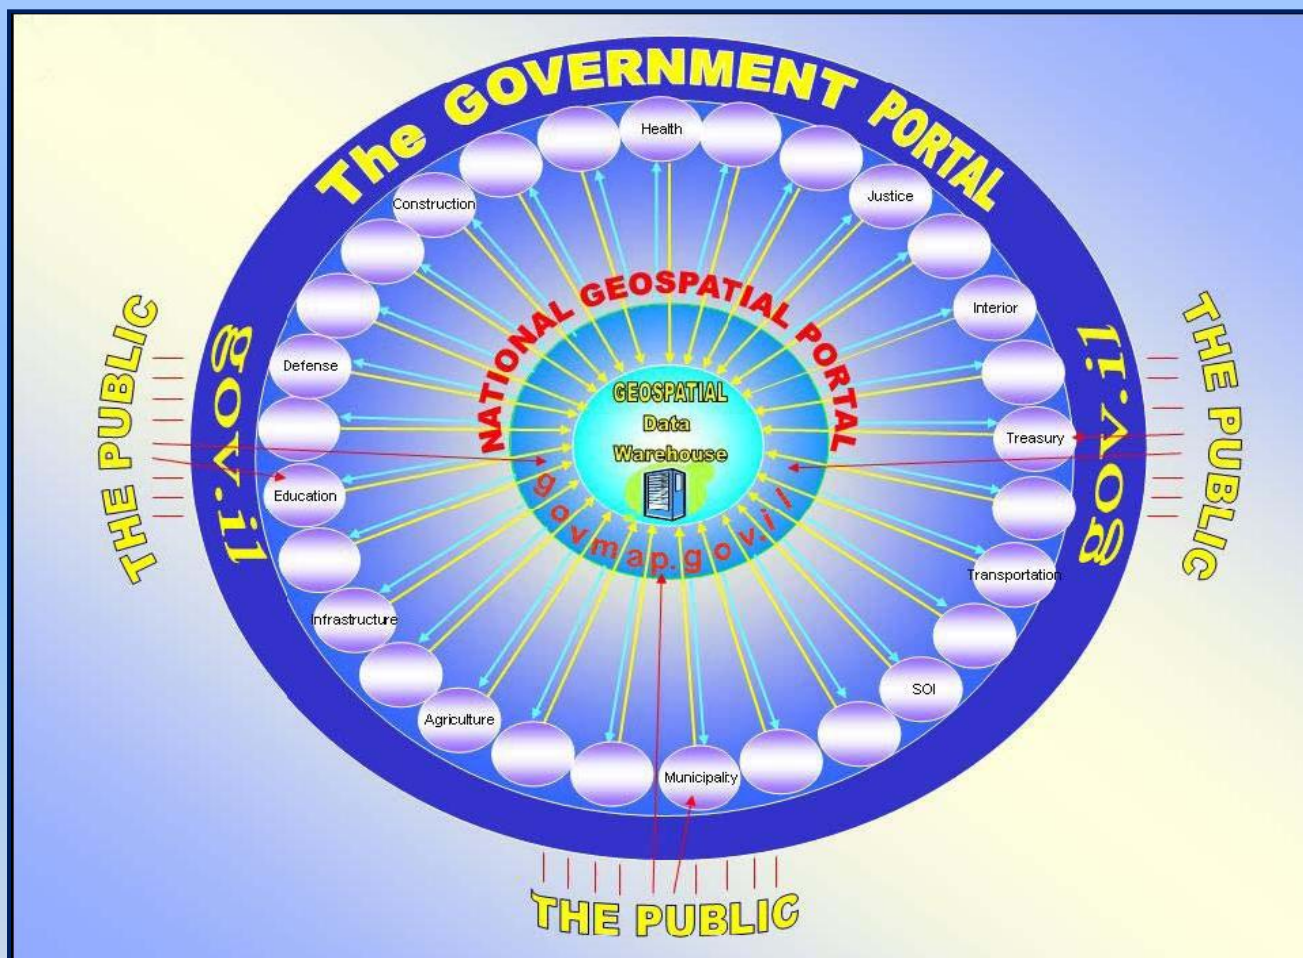 The GOVERNMENT PORTAL
Health
Construction
Justice
Interior
Defense
Treasury
Education
Transportation
Infrastructure
SOI
Agriculture
Municipality
NATIONAL GEOSPATIAL PORTAL
GEOSPATIAL
Data
Warehouse
govmap.gov.il
gov.il
gov.il
THE PUBLIC
THE PUBLIC
THE PUBLIC